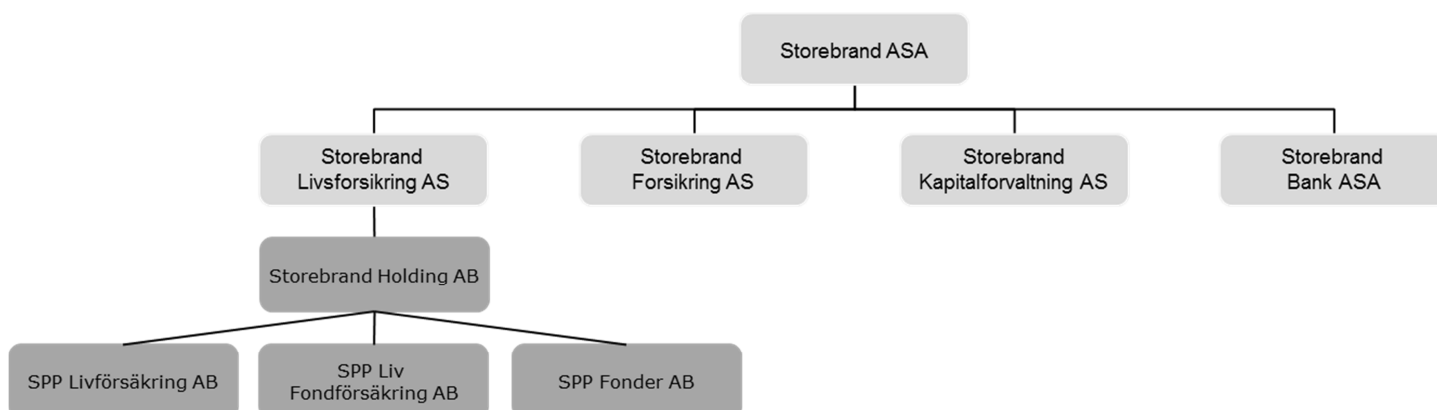 Storebrand ASA
Storebrand
Livsforsikring AS
Storebrand
Forsikring AS
Storebrand
Kapitalforvaltning AS
Storebrand
Bank ASA
Storebrand Holding AB
SPP Livförsäkring AB
SPP Liv
Fondförsäkring AB
SPP Fonder AB